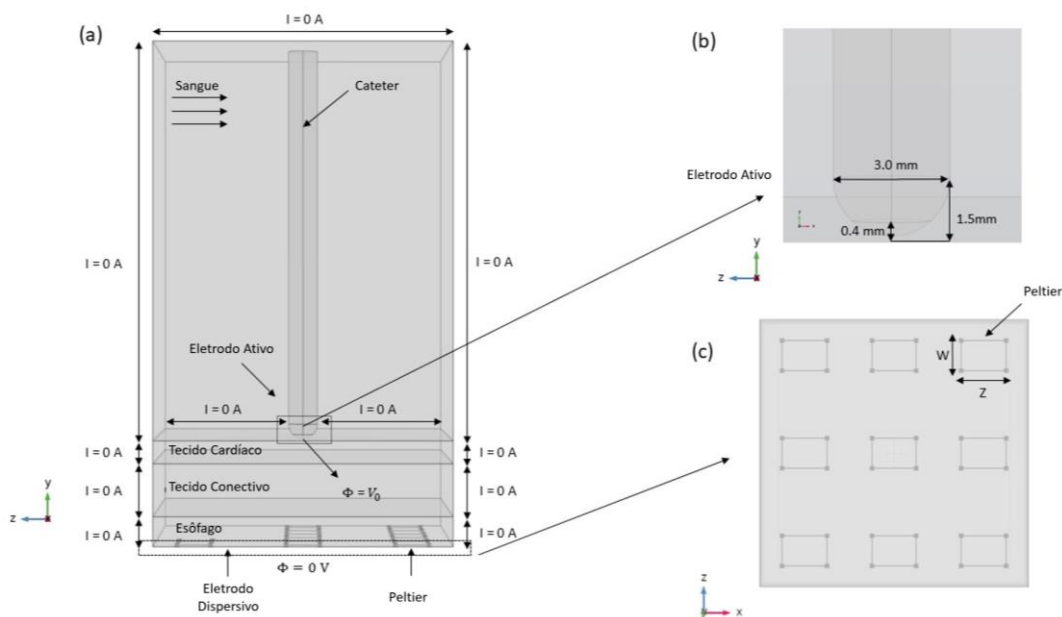 (a)
I = 0 A
Sangue
Cateter
I = 0 A
I = 0 A
Eletrodo Ativo
I = 0 A
I = 0 A
Tecido Cardíaco
I = 0 A
I = 0 A
Φ = V₀
Tecido Conectivo
I = 0 A
I = 0 A
Esôfago
I = 0 A
I = 0 A
Φ = 0 V
Eletrodo
Dispersivo
Peltier
y
z
(b)
Eletrodo Ativo
3.0 mm
1.5mm
0.4 mm
y
z
(c)
Peltier
W
Z
z
x